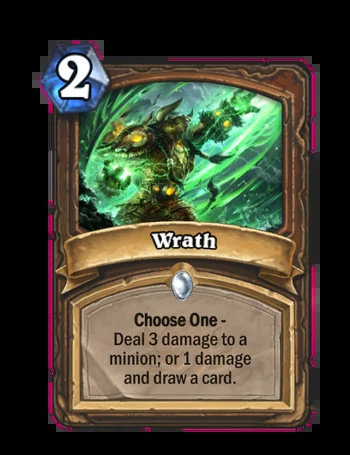 2
Wrath
Choose One -
Deal 3 damage to a
minion; or 1 damage
and draw a card.